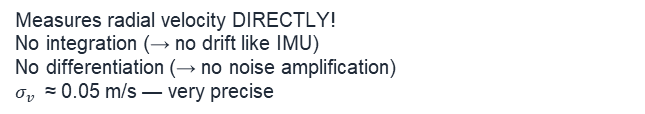 Measures radial velocity DIRECTLY!
No integration (→ no drift like IMU)
No differentiation (→ no noise amplification)
𝜎𝑣 ≈ 0.05 m/s — very precise